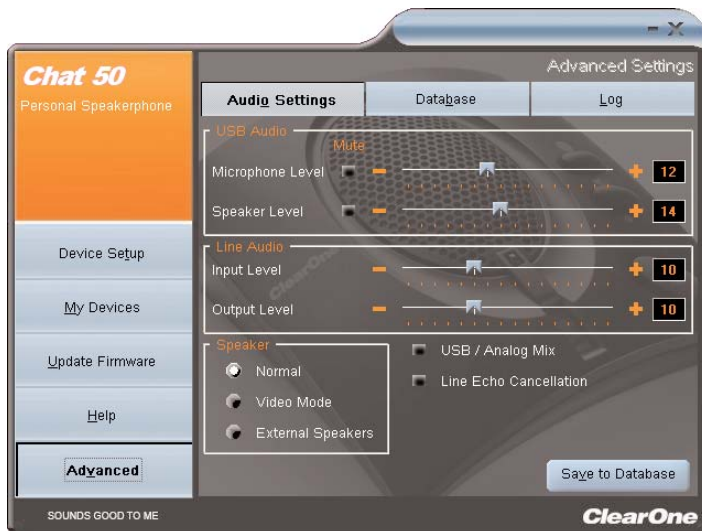 Chat 50
Personal Speakerphone
Advanced Settings
Audio Settings
Database
Log
USB Audio
Mute
Microphone Level
12
Speaker Level
14
Line Audio
Input Level
10
Output Level
10
Speaker
Normal
Video Mode
External Speakers
USB / Analog Mix
Line Echo Cancellation
Device Setup
My Devices
Update Firmware
Help
Advanced
Save to Database
SOUNDS GOOD TO ME
ClearOne
ClearOne